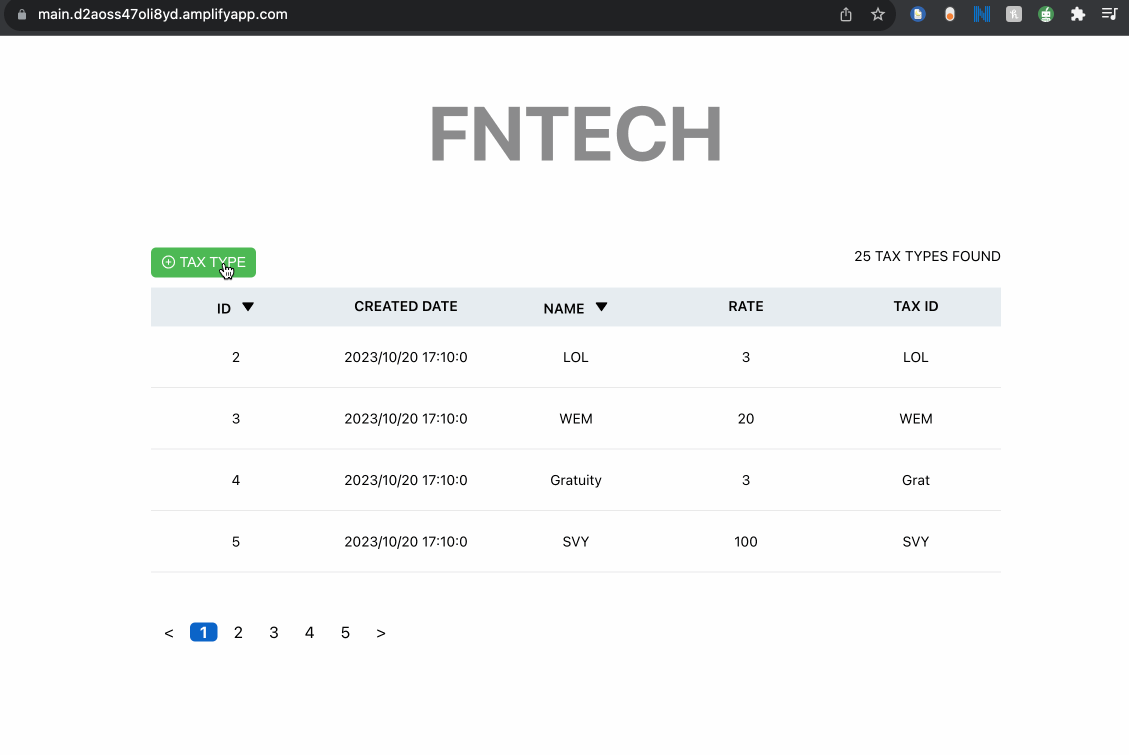 main.d2aoss47oli8yd.amplifyapp.com
FNTECH
TAX TYPE
25 TAX TYPES FOUND
ID CREATED DATE NAME RATE TAX ID
2 2023/10/20 17:10:0 LOL 3 LOL
3 2023/10/20 17:10:0 WEM 20 WEM
4 2023/10/20 17:10:0 Gratuity 3 Grat
5 2023/10/20 17:10:0 SVY 100 SVY
< 1 2 3 4 5 >